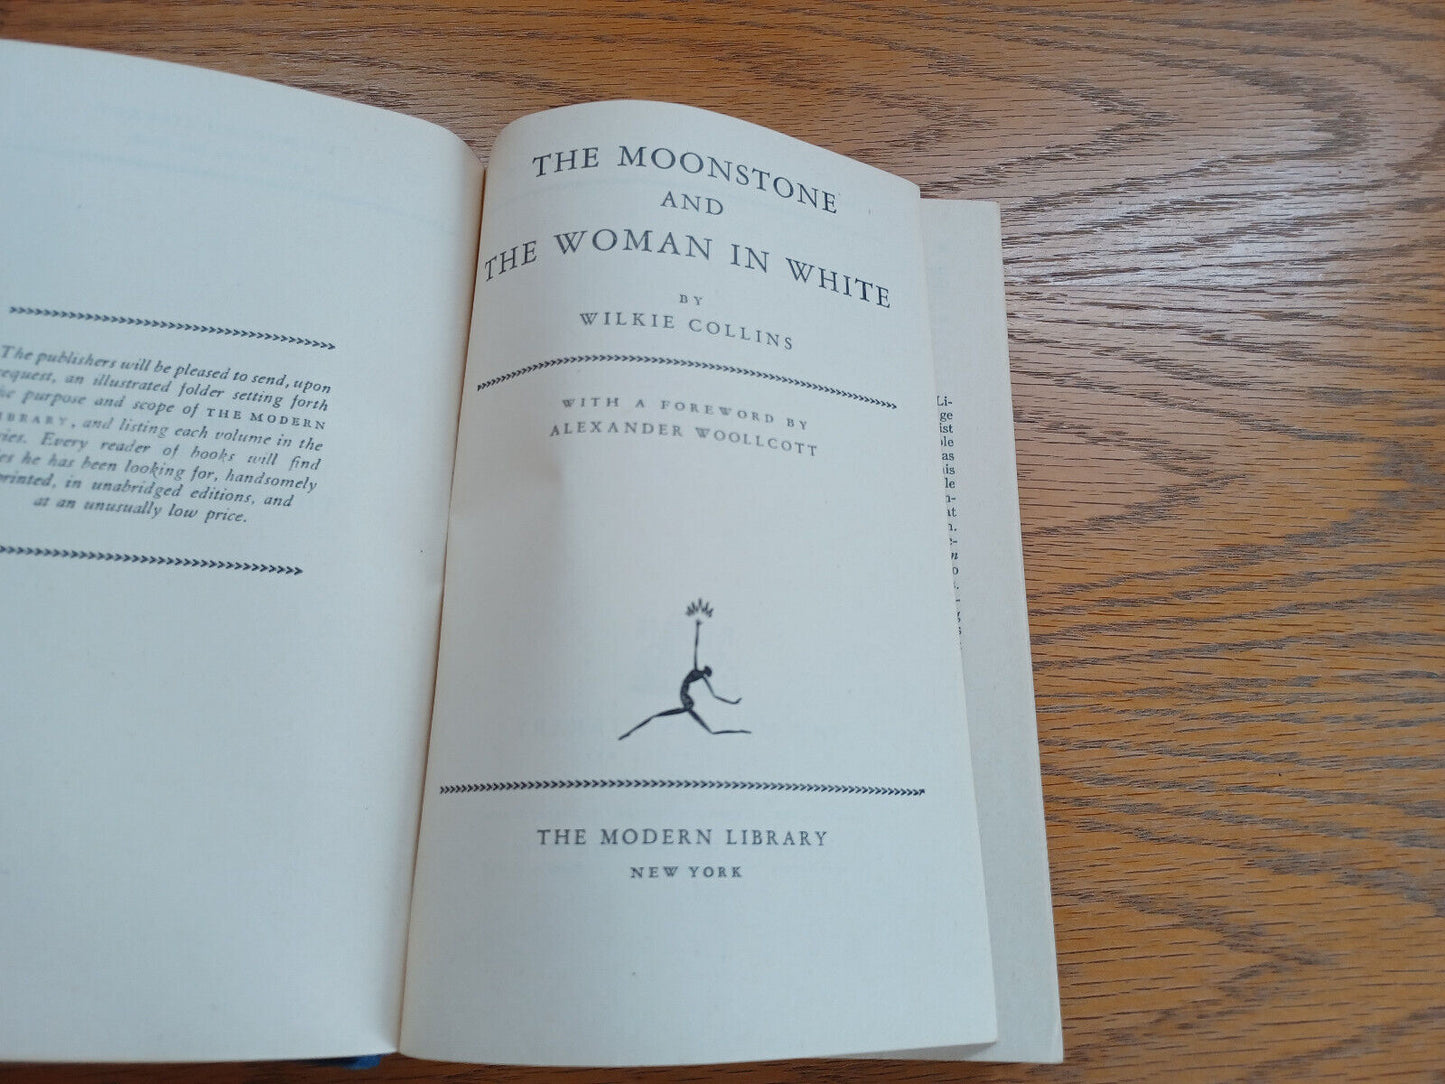 The publishers will be pleased to send, upon
request, an illustrated folder setting forth
the purpose and scope of THE MODERN
LIBRARY, and listing each volume in the
series. Every reader of books will find
he has been looking for, handsomely
printed, in unabridged editions, and
at an unusually low price.
THE MOONSTONE
AND
THE WOMAN IN WHITE
BY
WILKIE COLLINS
WITH A FOREWORD BY
ALEXANDER WOOLLCOTT
THE MODERN LIBRARY
NEW YORK